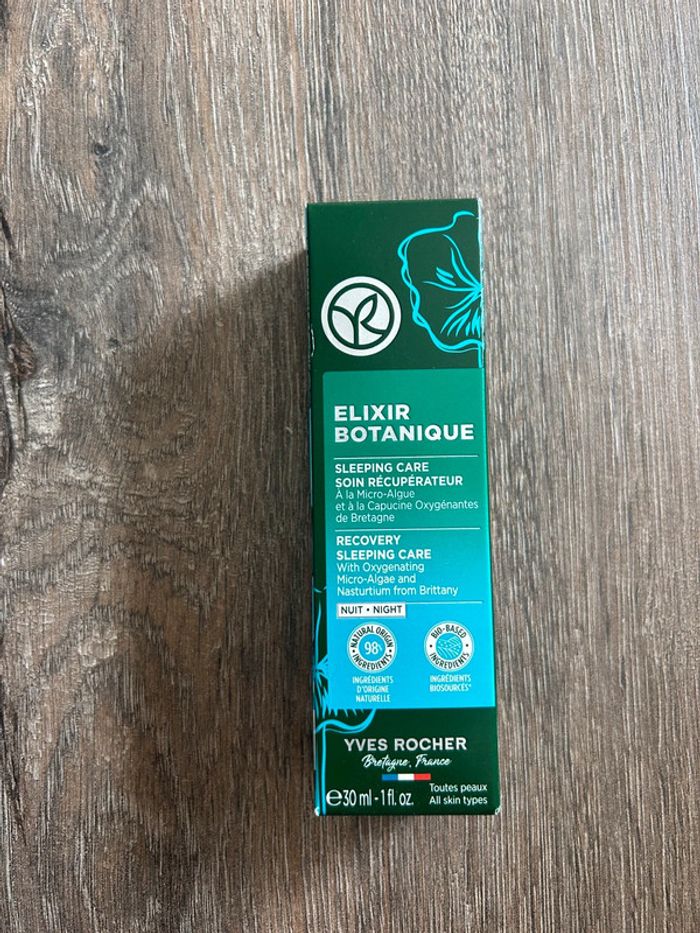 ELIXIR
BOTANIQUE
SLEEPING CARE
SOIN RÉCUPÉRATEUR
À la Micro-Algue
et à la Capucine Oxygénantes
de Bretagne
RECOVERY
SLEEPING CARE
With Oxygenating
Micro-Algae and
Nasturtium from Brittany
NUIT • NIGHT
NATURAL ORIGIN
98%
INGREDIENTS
INGRÉDIENTS
D'ORIGINE
NATURELLE
BIO-BASED
INGREDIENTS
INGRÉDIENTS
BIOSOURCÉS*
YVES ROCHER
Bretagne, France
℮30 ml - 1 fl. oz.
Toutes peaux
All skin types